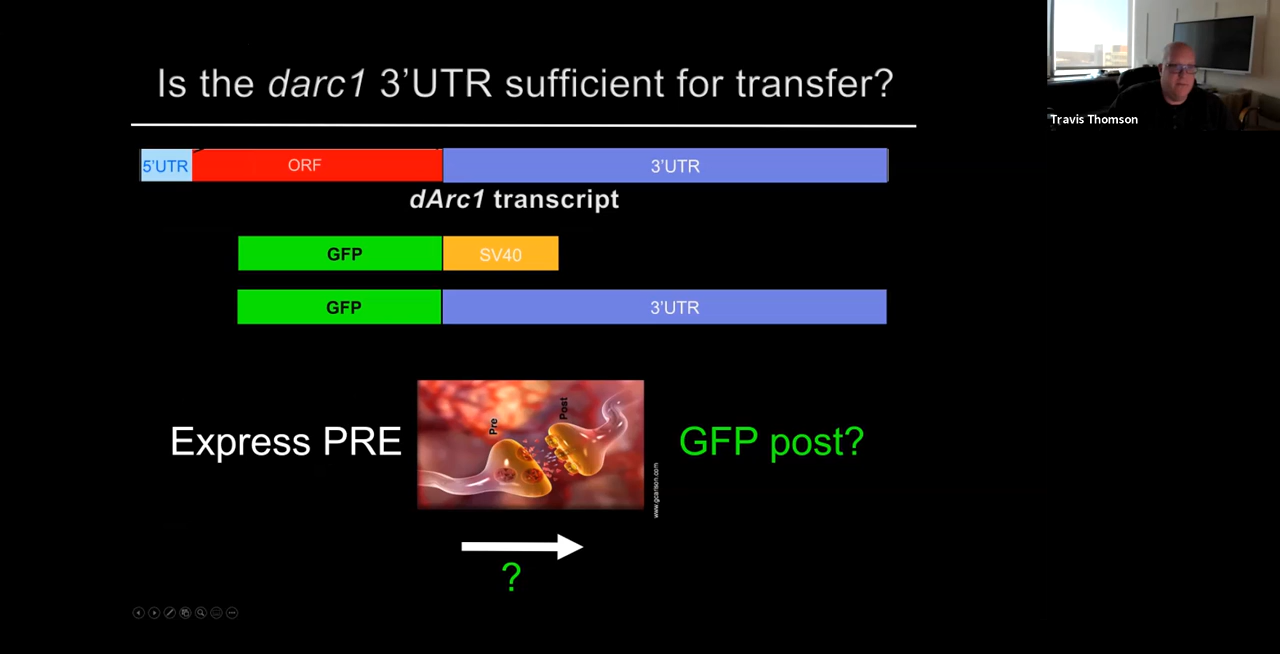 Is the darc1 3'UTR sufficient for transfer?
Travis Thomson
5'UTR ORF 3'UTR
dArc1 transcript
GFP SV40
GFP 3'UTR
Express PRE
Pre
Post
www.gcarlson.com
GFP post?
?